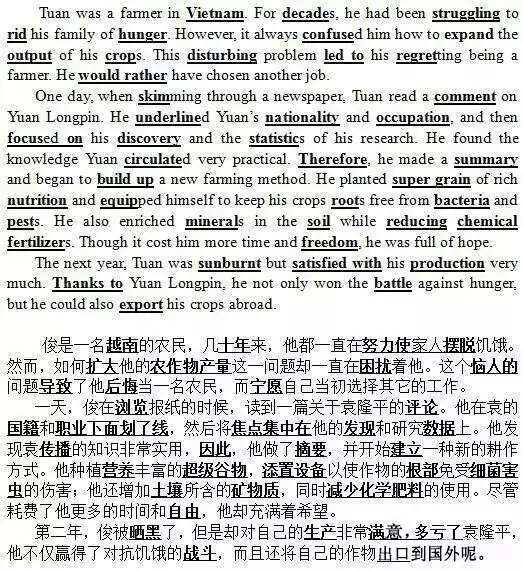 Tuan was a farmer in Vietnam. For decades, he had been struggling to
rid his family of hunger. However, it always confused him how to expand the
output of his crops. This disturbing problem led to his regretting being a
farmer. He would rather have chosen another job.
One day, when skimming through a newspaper, Tuan read a comment on
Yuan Longpin. He underlined Yuan’s nationality and occupation, and then
focused on his discovery and the statistics of his research. He found the
knowledge Yuan circulated very practical. Therefore, he made a summary
and began to build up a new farming method. He planted super grain of rich
nutrition and equipped himself to keep his crops roots free from bacteria and
pests. He also enriched minerals in the soil while reducing chemical
fertilizers. Though it cost him more time and freedom, he was full of hope.
The next year, Tuan was sunburnt but satisfied with his production very
much. Thanks to Yuan Longpin, he not only won the battle against hunger,
but he could also export his crops abroad.
俊是一名越南的农民，几十年来，他都一直在努力使家人摆脱饥饿。
然而，如何扩大他的农作物产量这一问题却一直在困扰着他。这个恼人的
问题导致了他后悔当一名农民，而宁愿自己当初选择其它的工作。
一天，俊在浏览报纸的时候，读到一篇关于袁隆平的评论。他在袁的
国籍和职业下面划了线，然后将焦点集中在他的发现和研究数据上。他发
现袁传播的知识非常实用，因此，他做了摘要，并开始建立一种新的耕作
方式。他种植营养丰富的超级谷物，添置设备以使作物的根部免受细菌害
虫的伤害；他还增加土壤所含的矿物质，同时减少化学肥料的使用。尽管
耗费了他更多的时间和自由，他却充满着希望。
第二年，俊被晒黑了，但是却对自己的生产非常满意，多亏了袁隆平，
他不仅赢得了对抗饥饿的战斗，而且还将自己的作物出口到国外呢。